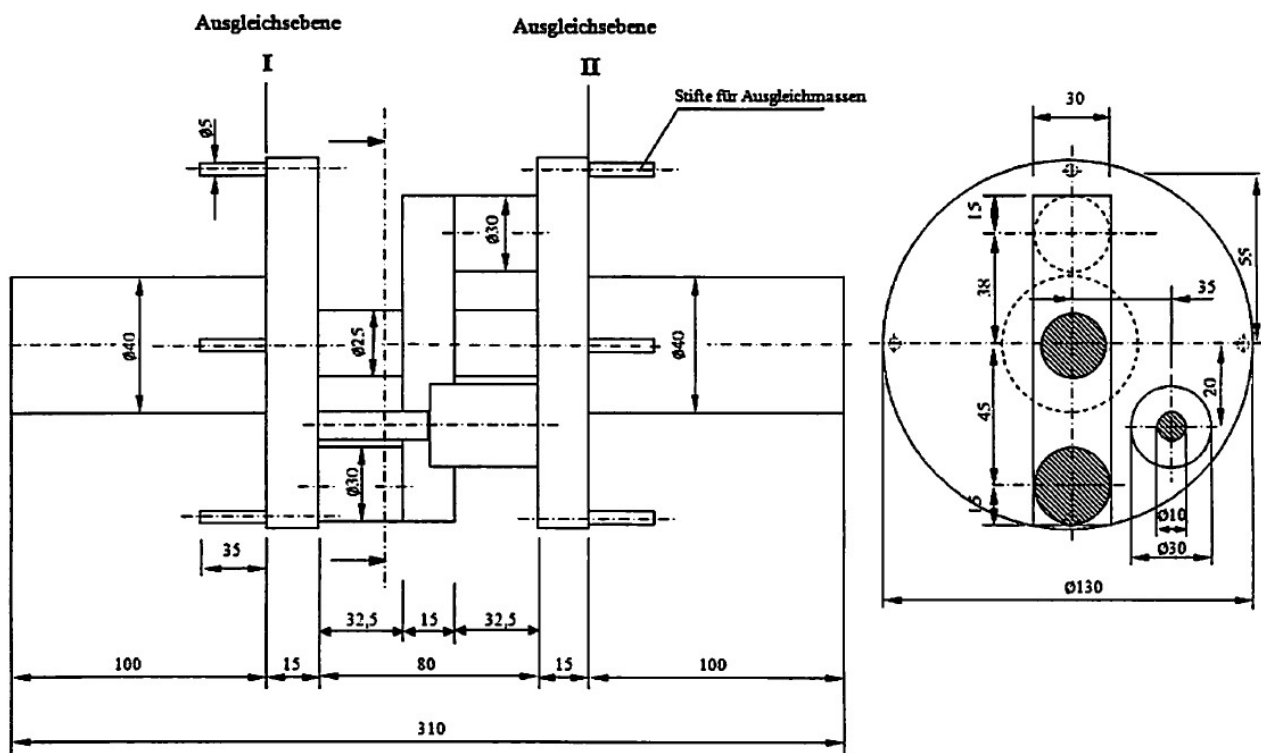 Ausgleichsebene
I
Ausgleichsebene
II
Stifte für Ausgleichmassen
Ø5
Ø30
Ø40
Ø25
Ø40
Ø30
35
32,5
15
32,5
100
15
80
15
100
310
30
15
38
55
35
45
20
15
Ø10
Ø30
Ø130